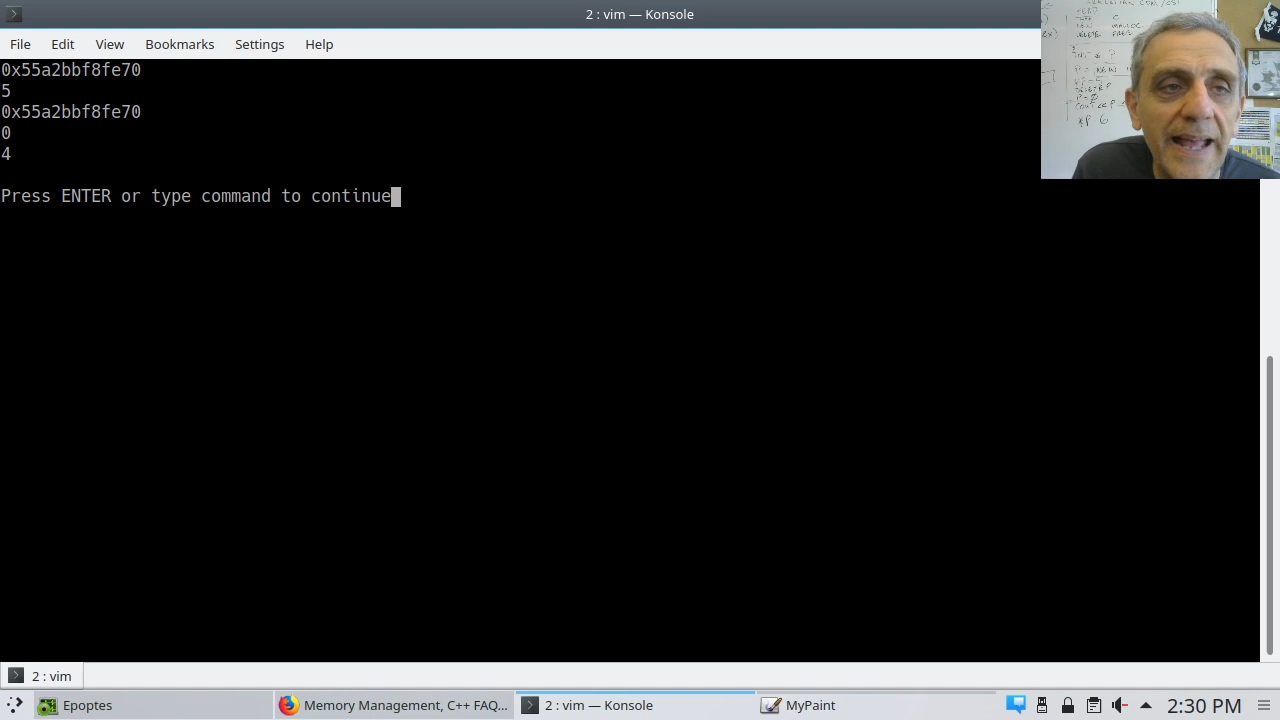 2 : vim — Konsole
File Edit View Bookmarks Settings Help
0x55a2bbf8fe70
5
0x55a2bbf8fe70
0
4
Press ENTER or type command to continue
2 : vim
Epoptes
Memory Management, C++ FAQ...
2 : vim — Konsole
MyPaint
2:30 PM